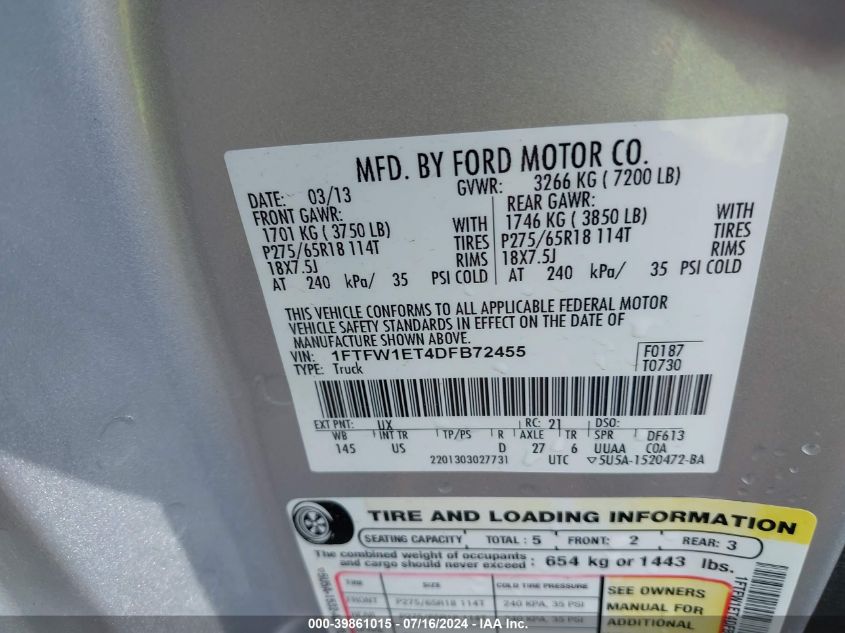 MFD. BY FORD MOTOR CO.
DATE: 03/13 GVWR: 3266 KG ( 7200 LB)
FRONT GAWR: REAR GAWR:
1701 KG ( 3750 LB) WITH 1746 KG ( 3850 LB) WITH
P275/65R18 114T TIRES P275/65R18 114T TIRES
18X7.5J RIMS 18X7.5J RIMS
AT 240 kPa/ 35 PSI COLD AT 240 kPa/ 35 PSI COLD
THIS VEHICLE CONFORMS TO ALL APPLICABLE FEDERAL MOTOR
VEHICLE SAFETY STANDARDS IN EFFECT ON THE DATE OF
MANUFACTURE SHOWN ABOVE.
VIN: 1FTFW1ET4DFB72455 F0187
TYPE: Truck T0730
EXT PNT: UX RC: 21 DSO:
WB INT TR TP/PS R AXLE TR SPR DF613
145 US D 27 6 UUAA COA
2201303027731 UTC ▽5U5A-1520472-BA
TIRE AND LOADING INFORMATION
SEATING CAPACITY TOTAL : 5 FRONT: 2 REAR: 3
The combined weight of occupants
and cargo should never exceed : 654 kg or 1443 lbs.
TIRE SIZE COLD TIRE PRESSURE SEE OWNERS
FRONT P275/65R18 114T 240 KPA, 35 PSI MANUAL FOR
ADDITIONAL
000-39861015 - 07/16/2024 - IAA Inc.